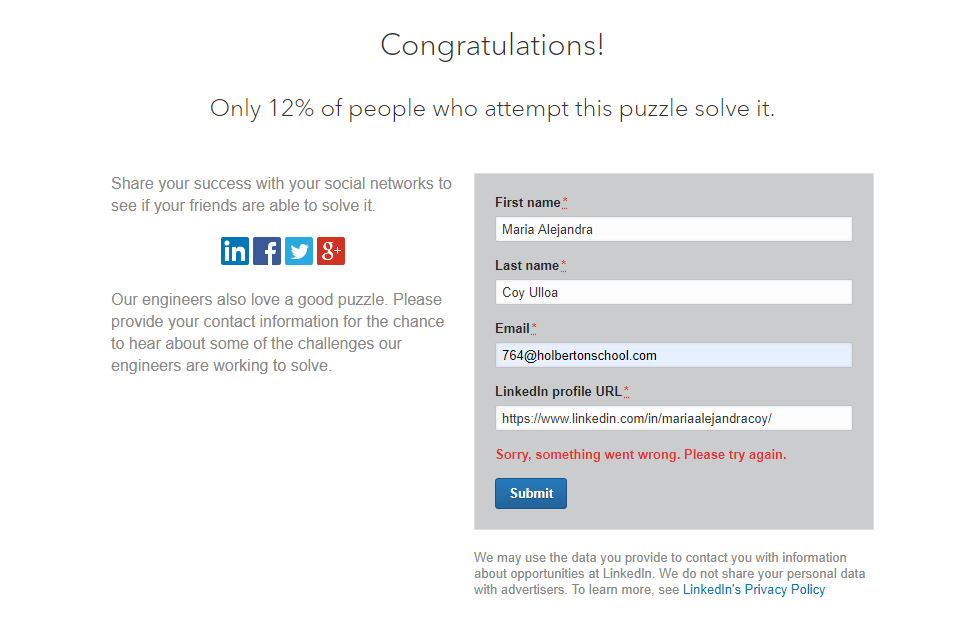 Congratulations!
Only 12% of people who attempt this puzzle solve it.
Share your success with your social networks to
see if your friends are able to solve it.
in f g+
Our engineers also love a good puzzle. Please
provide your contact information for the chance
to hear about some of the challenges our
engineers are working to solve.
First name*
Maria Alejandra
Last name*
Coy Ulloa
Email*
764@holbertonschool.com
LinkedIn profile URL*
https://www.linkedin.com/in/mariaalejandracoy/
Sorry, something went wrong. Please try again.
Submit
We may use the data you provide to contact you with information
about opportunities at LinkedIn. We do not share your personal data
with advertisers. To learn more, see LinkedIn's Privacy Policy